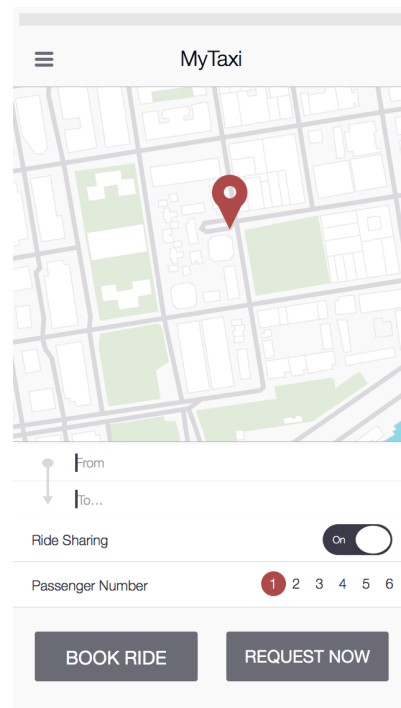 MyTaxi
From
To...
Ride Sharing On
Passenger Number 1 2 3 4 5 6
BOOK RIDE REQUEST NOW